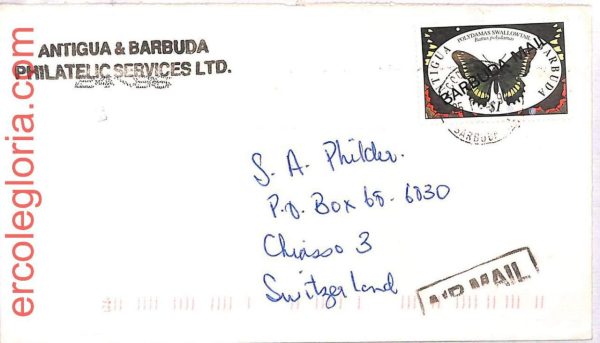 ANTIGUA & BARBUDA
PHILATELIC SERVICES LTD.
POLYDAMAS SWALLOWTAIL
Battus polydamas
ANTIGUA
BARBUDA
BARBUDA MAIL
$1
S. A. Philder.
P.O. Box 68 - 6830
Chiasso 3
Switzerland
AIR MAIL
ercolegloria.com